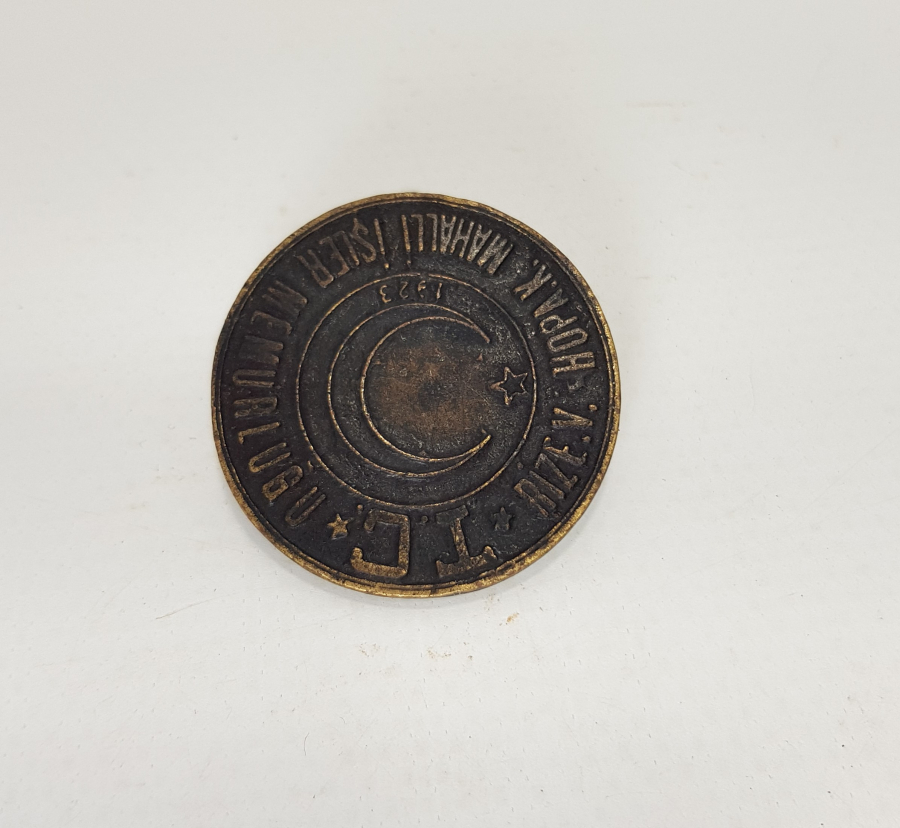 T.C.
RİZE.V. HOPA.K. MAHALLİ İŞLER MEMURLUĞU
1923